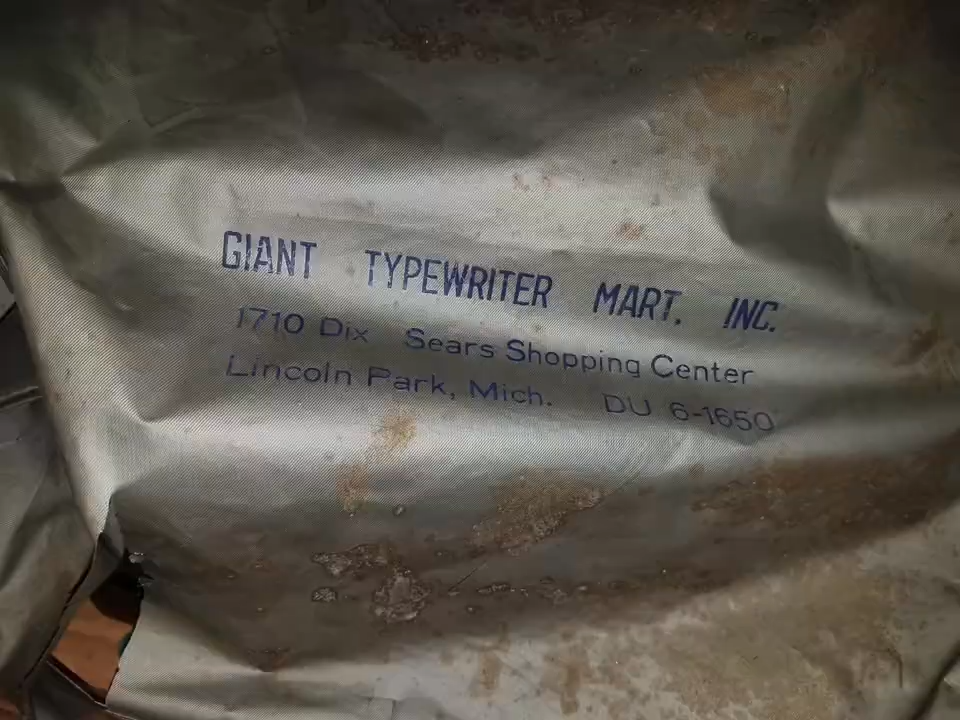 GIANT TYPEWRITER MART. INC.
1710 Dix Sears Shopping Center
Lincoln Park, Mich. DU 6-1650